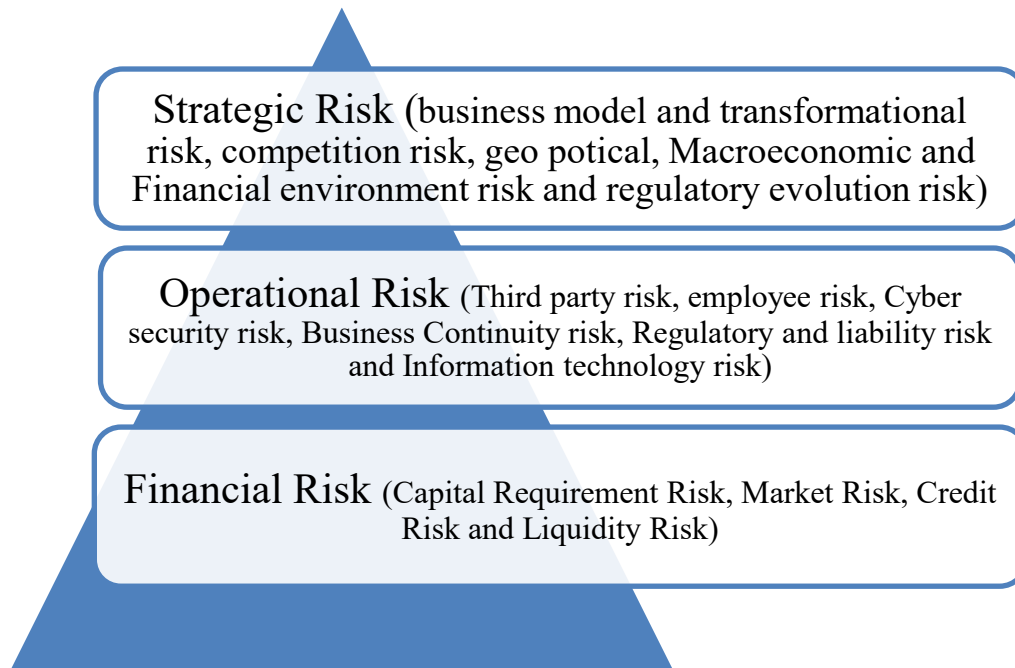 Strategic Risk (business model and transformational
risk, competition risk, geo potical, Macroeconomic and
Financial environment risk and regulatory evolution risk)
Operational Risk (Third party risk, employee risk, Cyber
security risk, Business Continuity risk, Regulatory and liability risk
and Information technology risk)
Financial Risk (Capital Requirement Risk, Market Risk, Credit
Risk and Liquidity Risk)